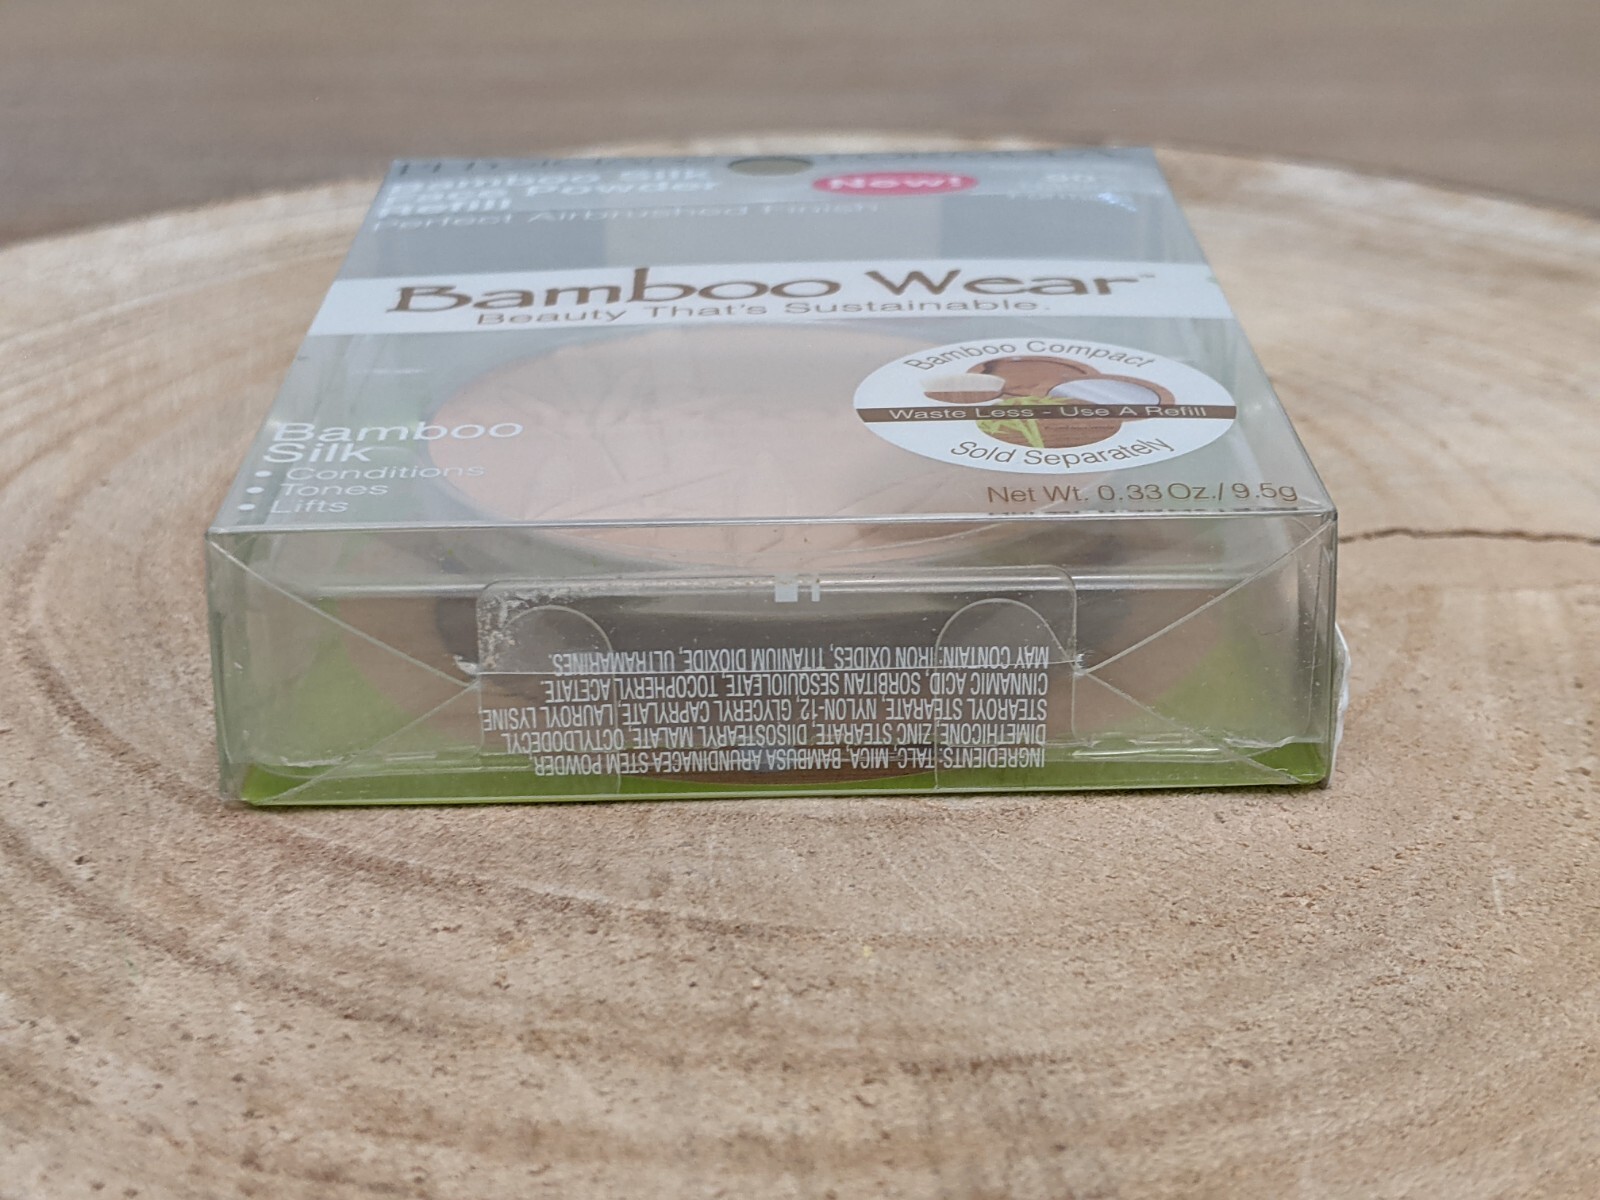 Bamboo Silk
Face Powder
Refill
Perfect Airbrushed Finish
New!
Bamboo Wear™
Beauty That's Sustainable.
Bamboo Compact
Waste Less - Use A Refill
Sold Separately
Bamboo
Silk
• Conditions
• Tones
• Lifts
Net Wt. 0.33 Oz./ 9.5g
INGREDIENTS: TALC, MICA, BAMBUSA ARUNDINACEA STEM POWDER,
DIMETHICONE, ZINC STEARATE, DIISOSTEARYL MALATE, OCTYLDODECYL
STEAROYL STEARATE, NYLON-12, GLYCERYL CAPRYLATE, LAUROYL LYSINE,
CINNAMIC ACID, SORBITAN SESQUIOLEATE, TOCOPHERYL ACETATE.
MAY CONTAIN: IRON OXIDES, TITANIUM DIOXIDE, ULTRAMARINES.